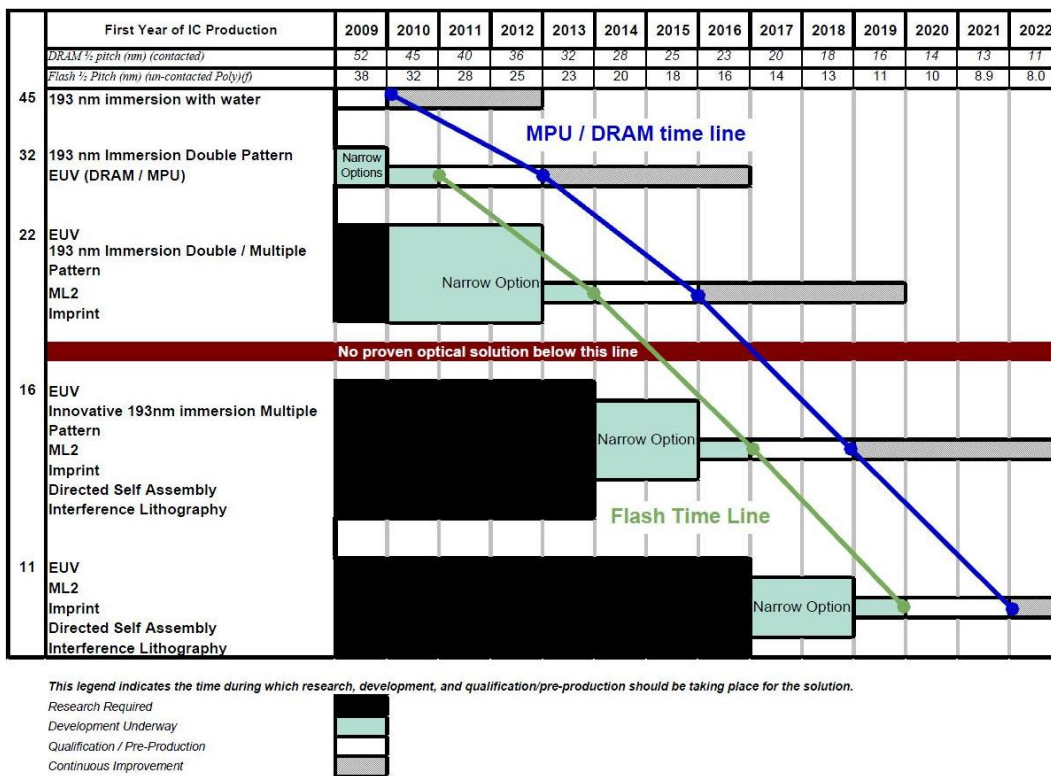 First Year of IC Production 2009 2010 2011 2012 2013 2014 2015 2016 2017 2018 2019 2020 2021 2022
DRAM ½ pitch (nm) (contacted) 52 45 40 36 32 28 25 23 20 18 16 14 13 11
Flash ½ Pitch (nm) (un-contacted Poly)(f) 38 32 28 25 23 20 18 16 14 13 11 10 8.9 8.0
45 193 nm immersion with water
MPU / DRAM time line
32 193 nm Immersion Double Pattern
EUV (DRAM / MPU)
Narrow
Options
22 EUV
193 nm Immersion Double / Multiple
Pattern
ML2
Imprint
Narrow Option
No proven optical solution below this line
16 EUV
Innovative 193nm immersion Multiple
Pattern
ML2
Imprint
Directed Self Assembly
Interference Lithography
Narrow Option
Flash Time Line
11 EUV
ML2
Imprint
Directed Self Assembly
Interference Lithography
Narrow Option
This legend indicates the time during which research, development, and qualification/pre-production should be taking place for the solution.
Research Required
Development Underway
Qualification / Pre-Production
Continuous Improvement